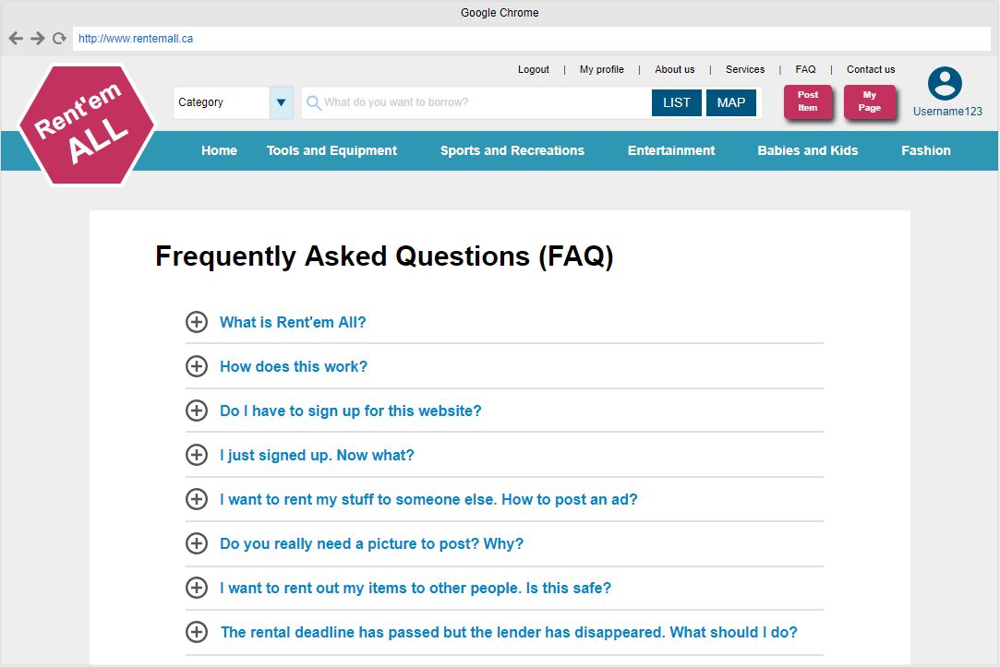 Google Chrome
http://www.rentemall.ca
Logout | My profile | About us | Services | FAQ | Contact us
Rent'em
ALL
Category
What do you want to borrow?
LIST
MAP
Post
Item
My
Page
Username123
Home
Tools and Equipment
Sports and Recreations
Entertainment
Babies and Kids
Fashion
Frequently Asked Questions (FAQ)
What is Rent'em All?
How does this work?
Do I have to sign up for this website?
I just signed up. Now what?
I want to rent my stuff to someone else. How to post an ad?
Do you really need a picture to post? Why?
I want to rent out my items to other people. Is this safe?
The rental deadline has passed but the lender has disappeared. What should I do?